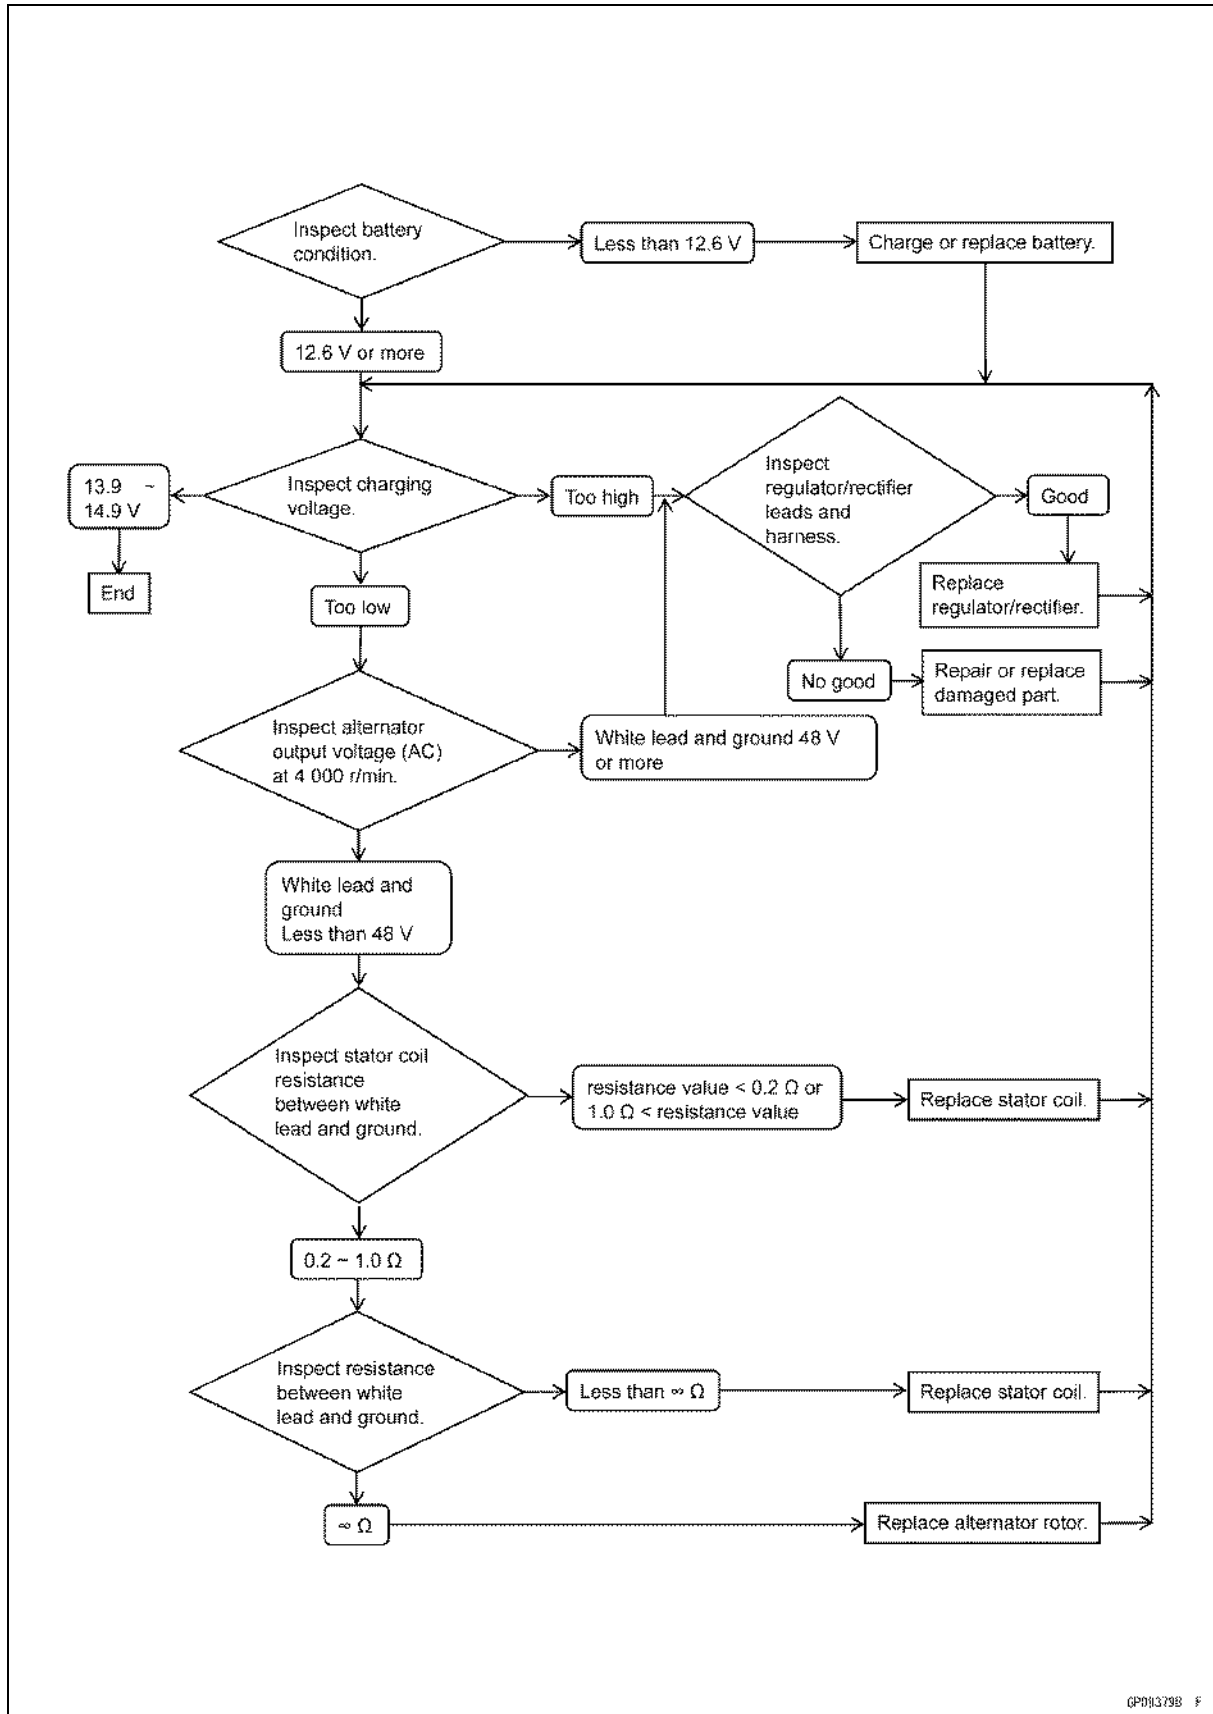 Inspect battery
condition.
Less than 12.6 V
Charge or replace battery.
12.6 V or more
13.9 ~
14.9 V
Inspect charging
voltage.
Too high
Inspect
regulator/rectifier
leads and
harness.
Good
End
Too low
Replace
regulator/rectifier.
No good
Repair or replace
damaged part.
Inspect alternator
output voltage (AC)
at 4 000 r/min.
White lead and ground 48 V
or more
White lead and
ground
Less than 48 V
Inspect stator coil
resistance
between white
lead and ground.
resistance value < 0.2 Ω or
1.0 Ω < resistance value
Replace stator coil.
0.2 ~ 1.0 Ω
Inspect resistance
between white
lead and ground.
Less than ∞ Ω
Replace stator coil.
∞ Ω
Replace alternator rotor.